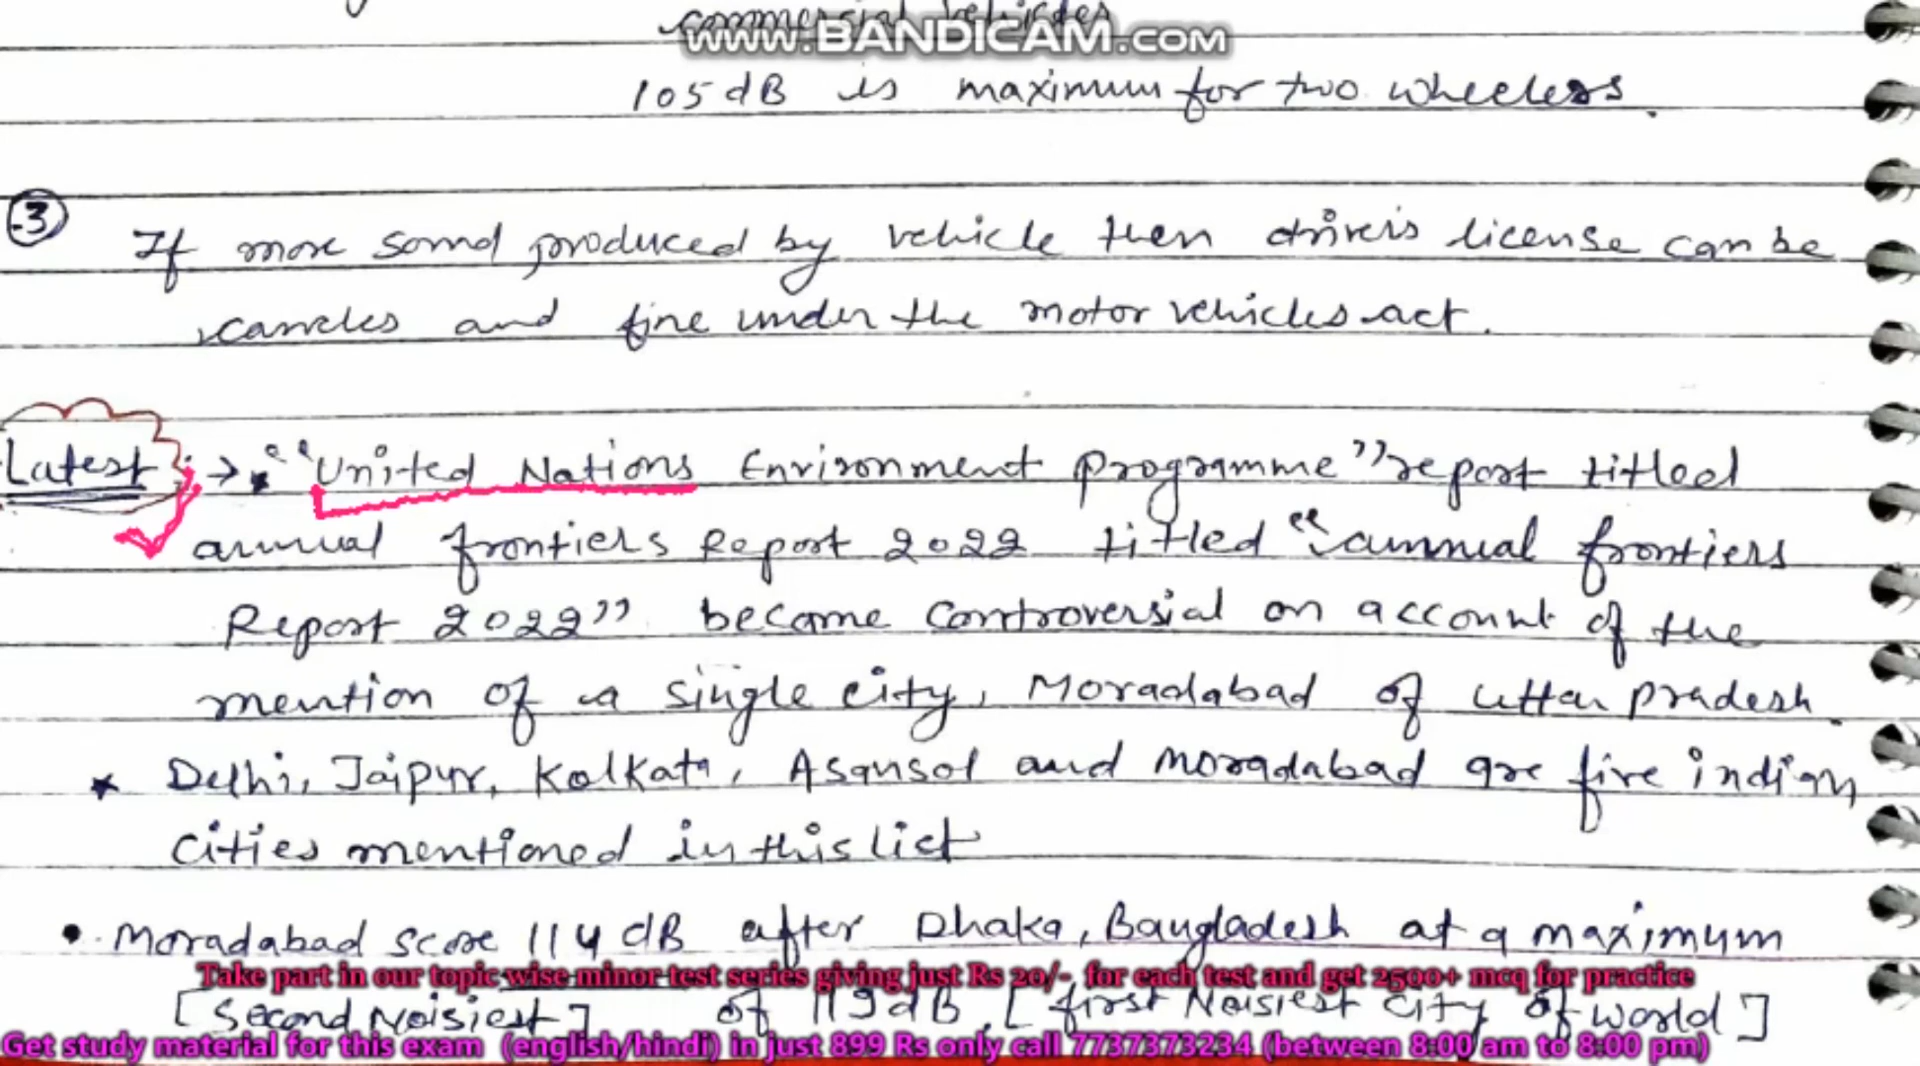 commercial vehicles
www.BANDICAM.com
105 dB is maximum for two wheelers.
3
If more sound produced by vehicle then drivers license can be
cancles and fine under the motor vehicles act.
Latest : → * "United Nations Environment Programme" report titled
annual frontiers Report 2022 titled "annual frontiers
Report 2022" became controversial on account of the
mention of a single city, Moradabad of Uttar Pradesh.
* Delhi, Jaipur, Kolkata, Asansol and Moradabad are five indian
cities mentioned in this list
• Moradabad score 114 dB after Dhaka, Bangladesh at a maximum
Take part in our topic wise minor test series giving just Rs 20/- for each test and get 2500+ mcq for practice
[Second Noisiest] of 119 dB. [first Noisiest City of world]
Get study material for this exam (english/hindi) in just 899 Rs only call 7737373234 (between 8:00 am to 8:00 pm)